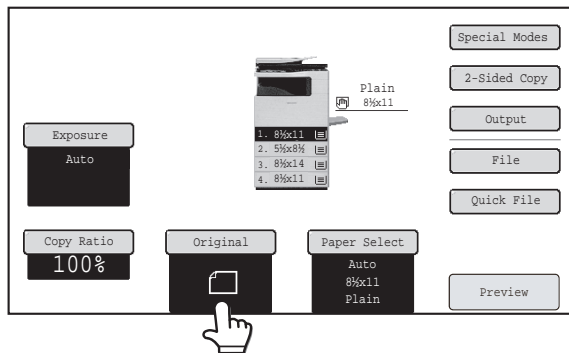 Special Modes
2-Sided Copy
Output
File
Quick File
Preview
Plain
8½x11
1. 8½x11
2. 5½x8½
3. 8½x14
4. 8½x11
Exposure
Auto
Copy Ratio
100%
Original
Paper Select
Auto
8½x11
Plain